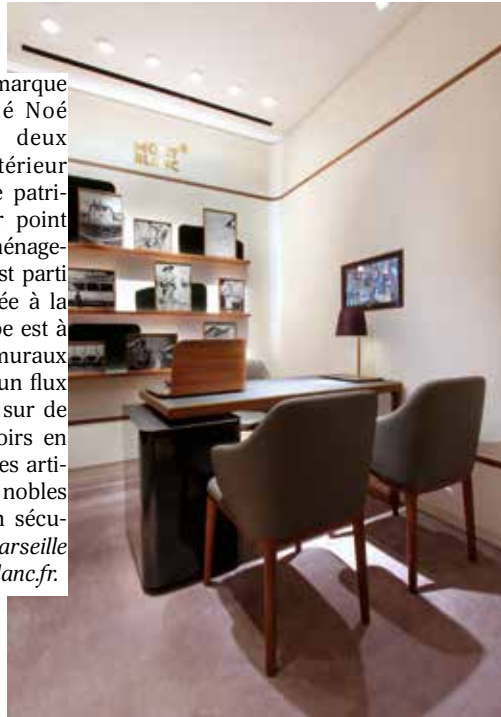 marque
é Noé
deux
térieur
e patri-
r point
ménage-
st parti
ée à la
pe est à
muraux
un flux
sur de
oirs en
es arti-
nobles
n sécu-
arseille
lanc.fr.
MONT
BLANC